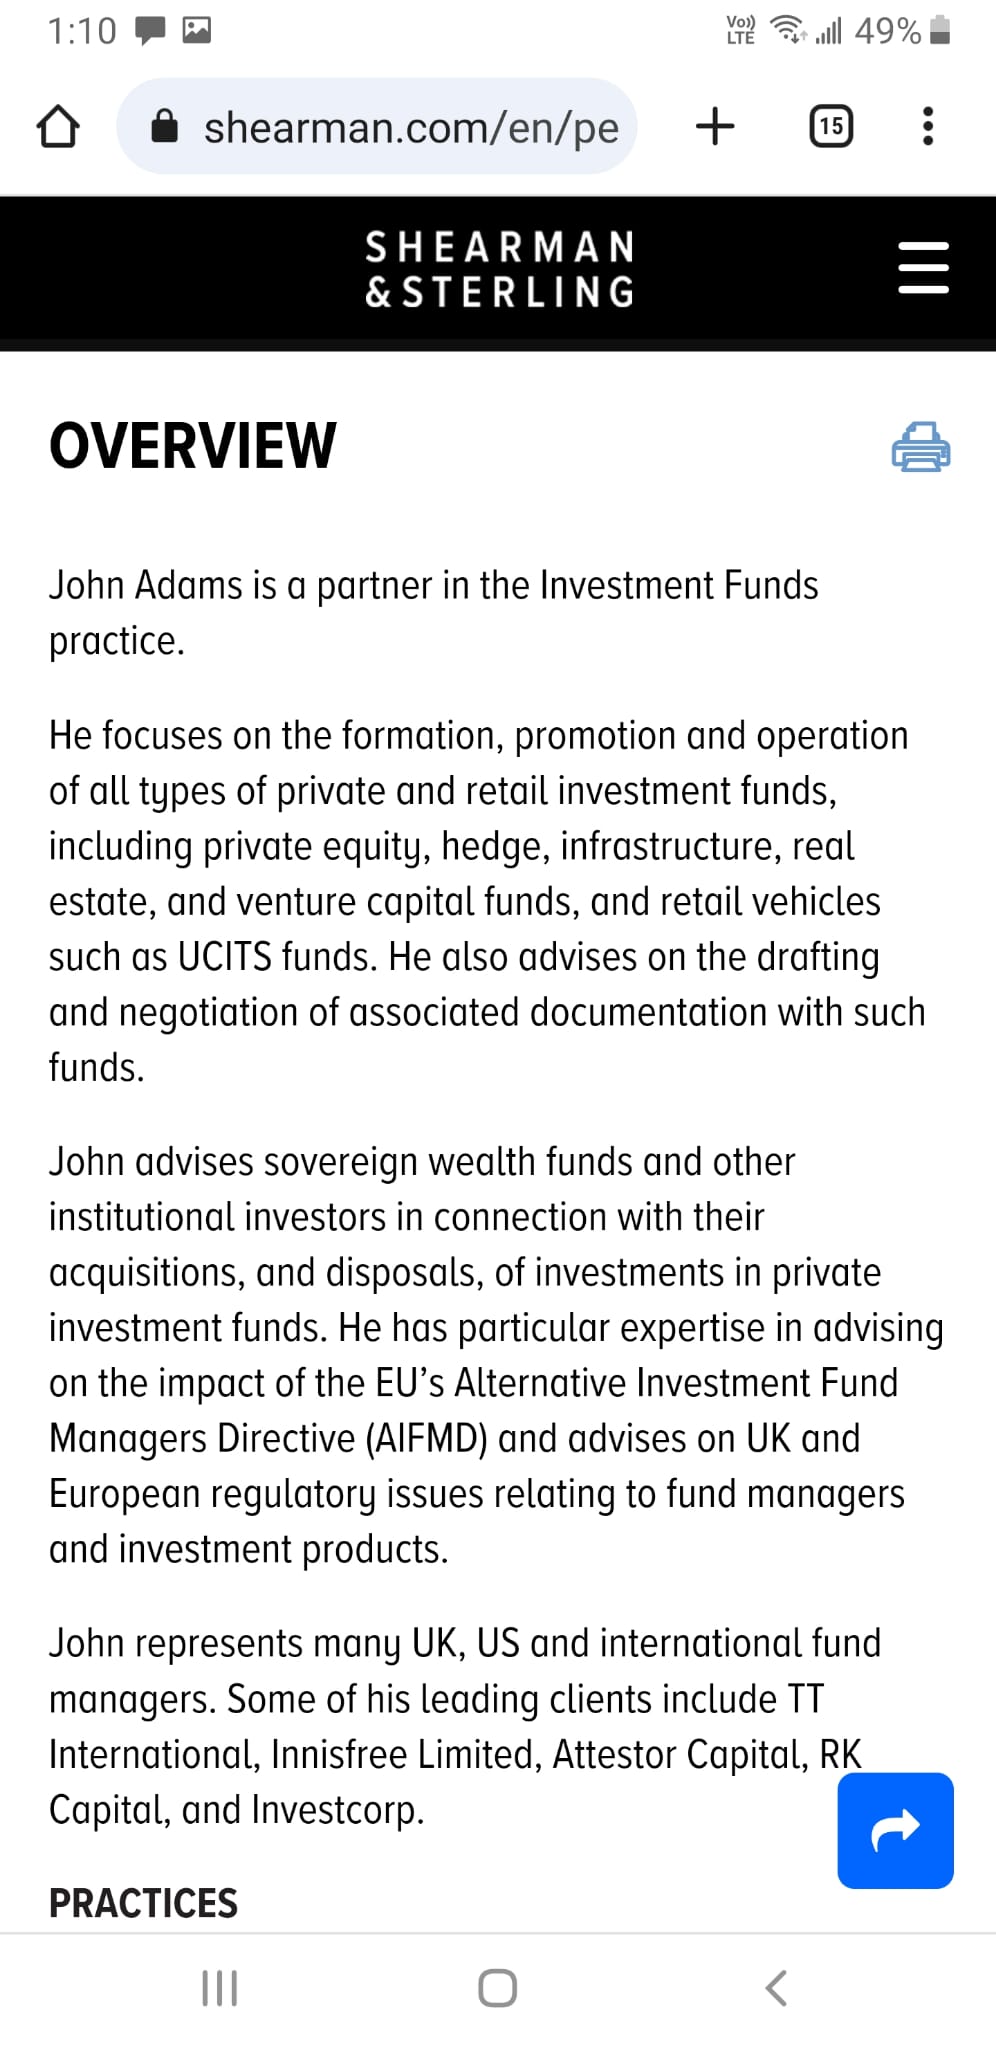 1:10
Vo))
LTE
49%
shearman.com/en/pe
15
SHEARMAN
&STERLING
OVERVIEW
John Adams is a partner in the Investment Funds
practice.
He focuses on the formation, promotion and operation
of all types of private and retail investment funds,
including private equity, hedge, infrastructure, real
estate, and venture capital funds, and retail vehicles
such as UCITS funds. He also advises on the drafting
and negotiation of associated documentation with such
funds.
John advises sovereign wealth funds and other
institutional investors in connection with their
acquisitions, and disposals, of investments in private
investment funds. He has particular expertise in advising
on the impact of the EU’s Alternative Investment Fund
Managers Directive (AIFMD) and advises on UK and
European regulatory issues relating to fund managers
and investment products.
John represents many UK, US and international fund
managers. Some of his leading clients include TT
International, Innisfree Limited, Attestor Capital, RK
Capital, and Investcorp.
PRACTICES